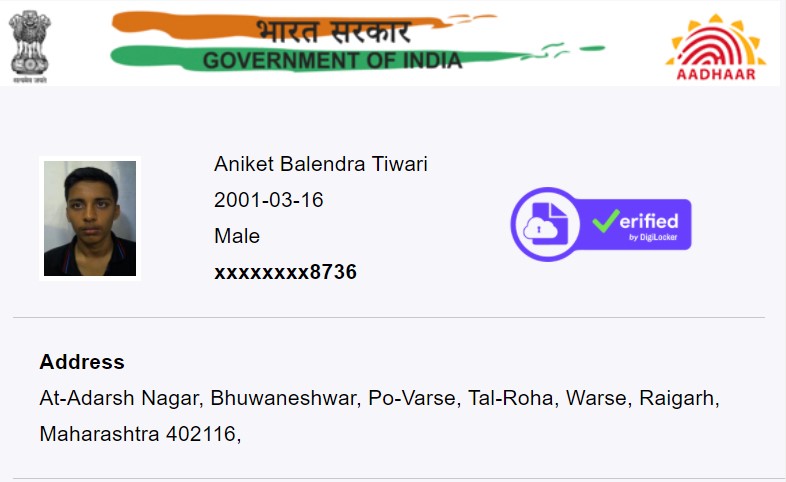 भारत सरकार
GOVERNMENT OF INDIA
सत्यमेव जयते
AADHAAR
Aniket Balendra Tiwari
2001-03-16
Male
xxxxxxxx8736
erified
by DigiLocker
Address
At-Adarsh Nagar, Bhuwaneshwar, Po-Varse, Tal-Roha, Warse, Raigarh,
Maharashtra 402116,